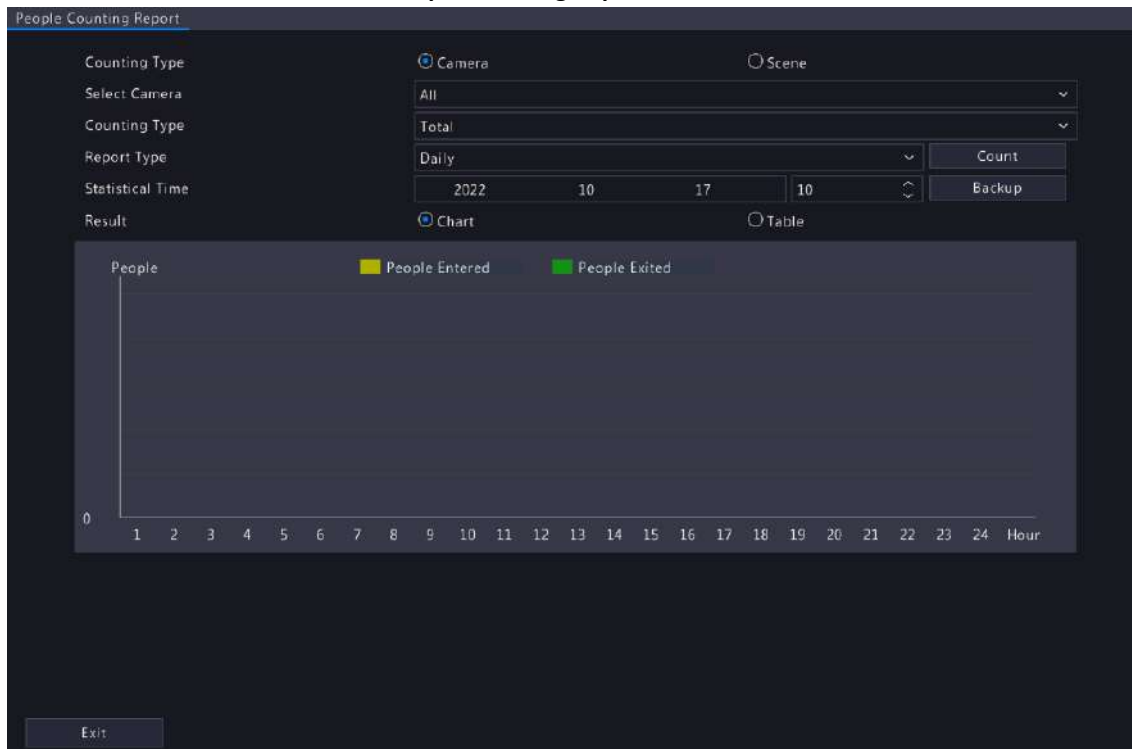 People Counting Report
Counting Type Camera Scene
Select Camera All
Counting Type Total
Report Type Daily Count
Statistical Time 2022 10 17 10 Backup
Result Chart Table
People People Entered People Exited
0
1 2 3 4 5 6 7 8 9 10 11 12 13 14 15 16 17 18 19 20 21 22 23 24 Hour
Exit